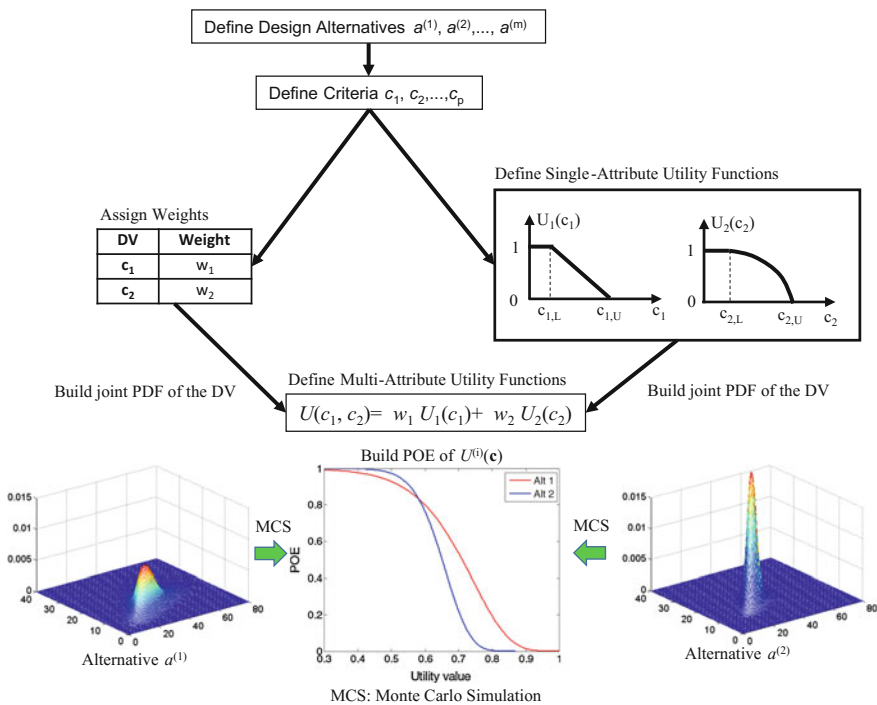 Define Design Alternatives a⁽¹⁾, a⁽²⁾,..., a⁽ᵐ⁾
Define Criteria c₁, c₂,...,cₚ
Define Single-Attribute Utility Functions
Assign Weights
DV Weight
c₁ w₁
c₂ w₂
U₁(c₁)
1
0
c₁,L c₁,U c₁
U₂(c₂)
1
0
c₂,L c₂,U c₂
Build joint PDF of the DV
Define Multi-Attribute Utility Functions
Build joint PDF of the DV
U(c₁, c₂)= w₁ U₁(c₁)+ w₂ U₂(c₂)
Build POE of U⁽ⁱ⁾(c)
0.015
0.01
0.005
0
40
30
20
10
0
0
20
40
60
80
Alternative a⁽¹⁾
MCS
1
0.8
0.6
0.4
0.2
0
POE
Alt 1
Alt 2
0.3 0.4 0.5 0.6 0.7 0.8 0.9 1
Utility value
MCS: Monte Carlo Simulation
MCS
0.015
0.01
0.005
0
40
30
20
10
0
0
20
40
60
80
Alternative a⁽²⁾